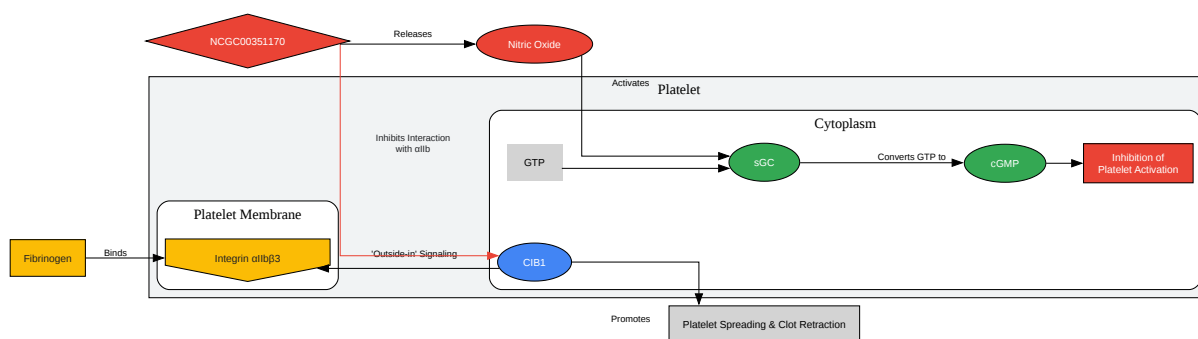 NCGC00351170
Releases
Nitric Oxide
Activates
Platelet
Cytoplasm
Inhibits Interaction
with αIIb
GTP
sGC
Converts GTP to
cGMP
Inhibition of
Platelet Activation
Platelet Membrane
Fibrinogen
Binds
Integrin αIIbβ3
'Outside-in' Signaling
CIB1
Promotes
Platelet Spreading & Clot Retraction